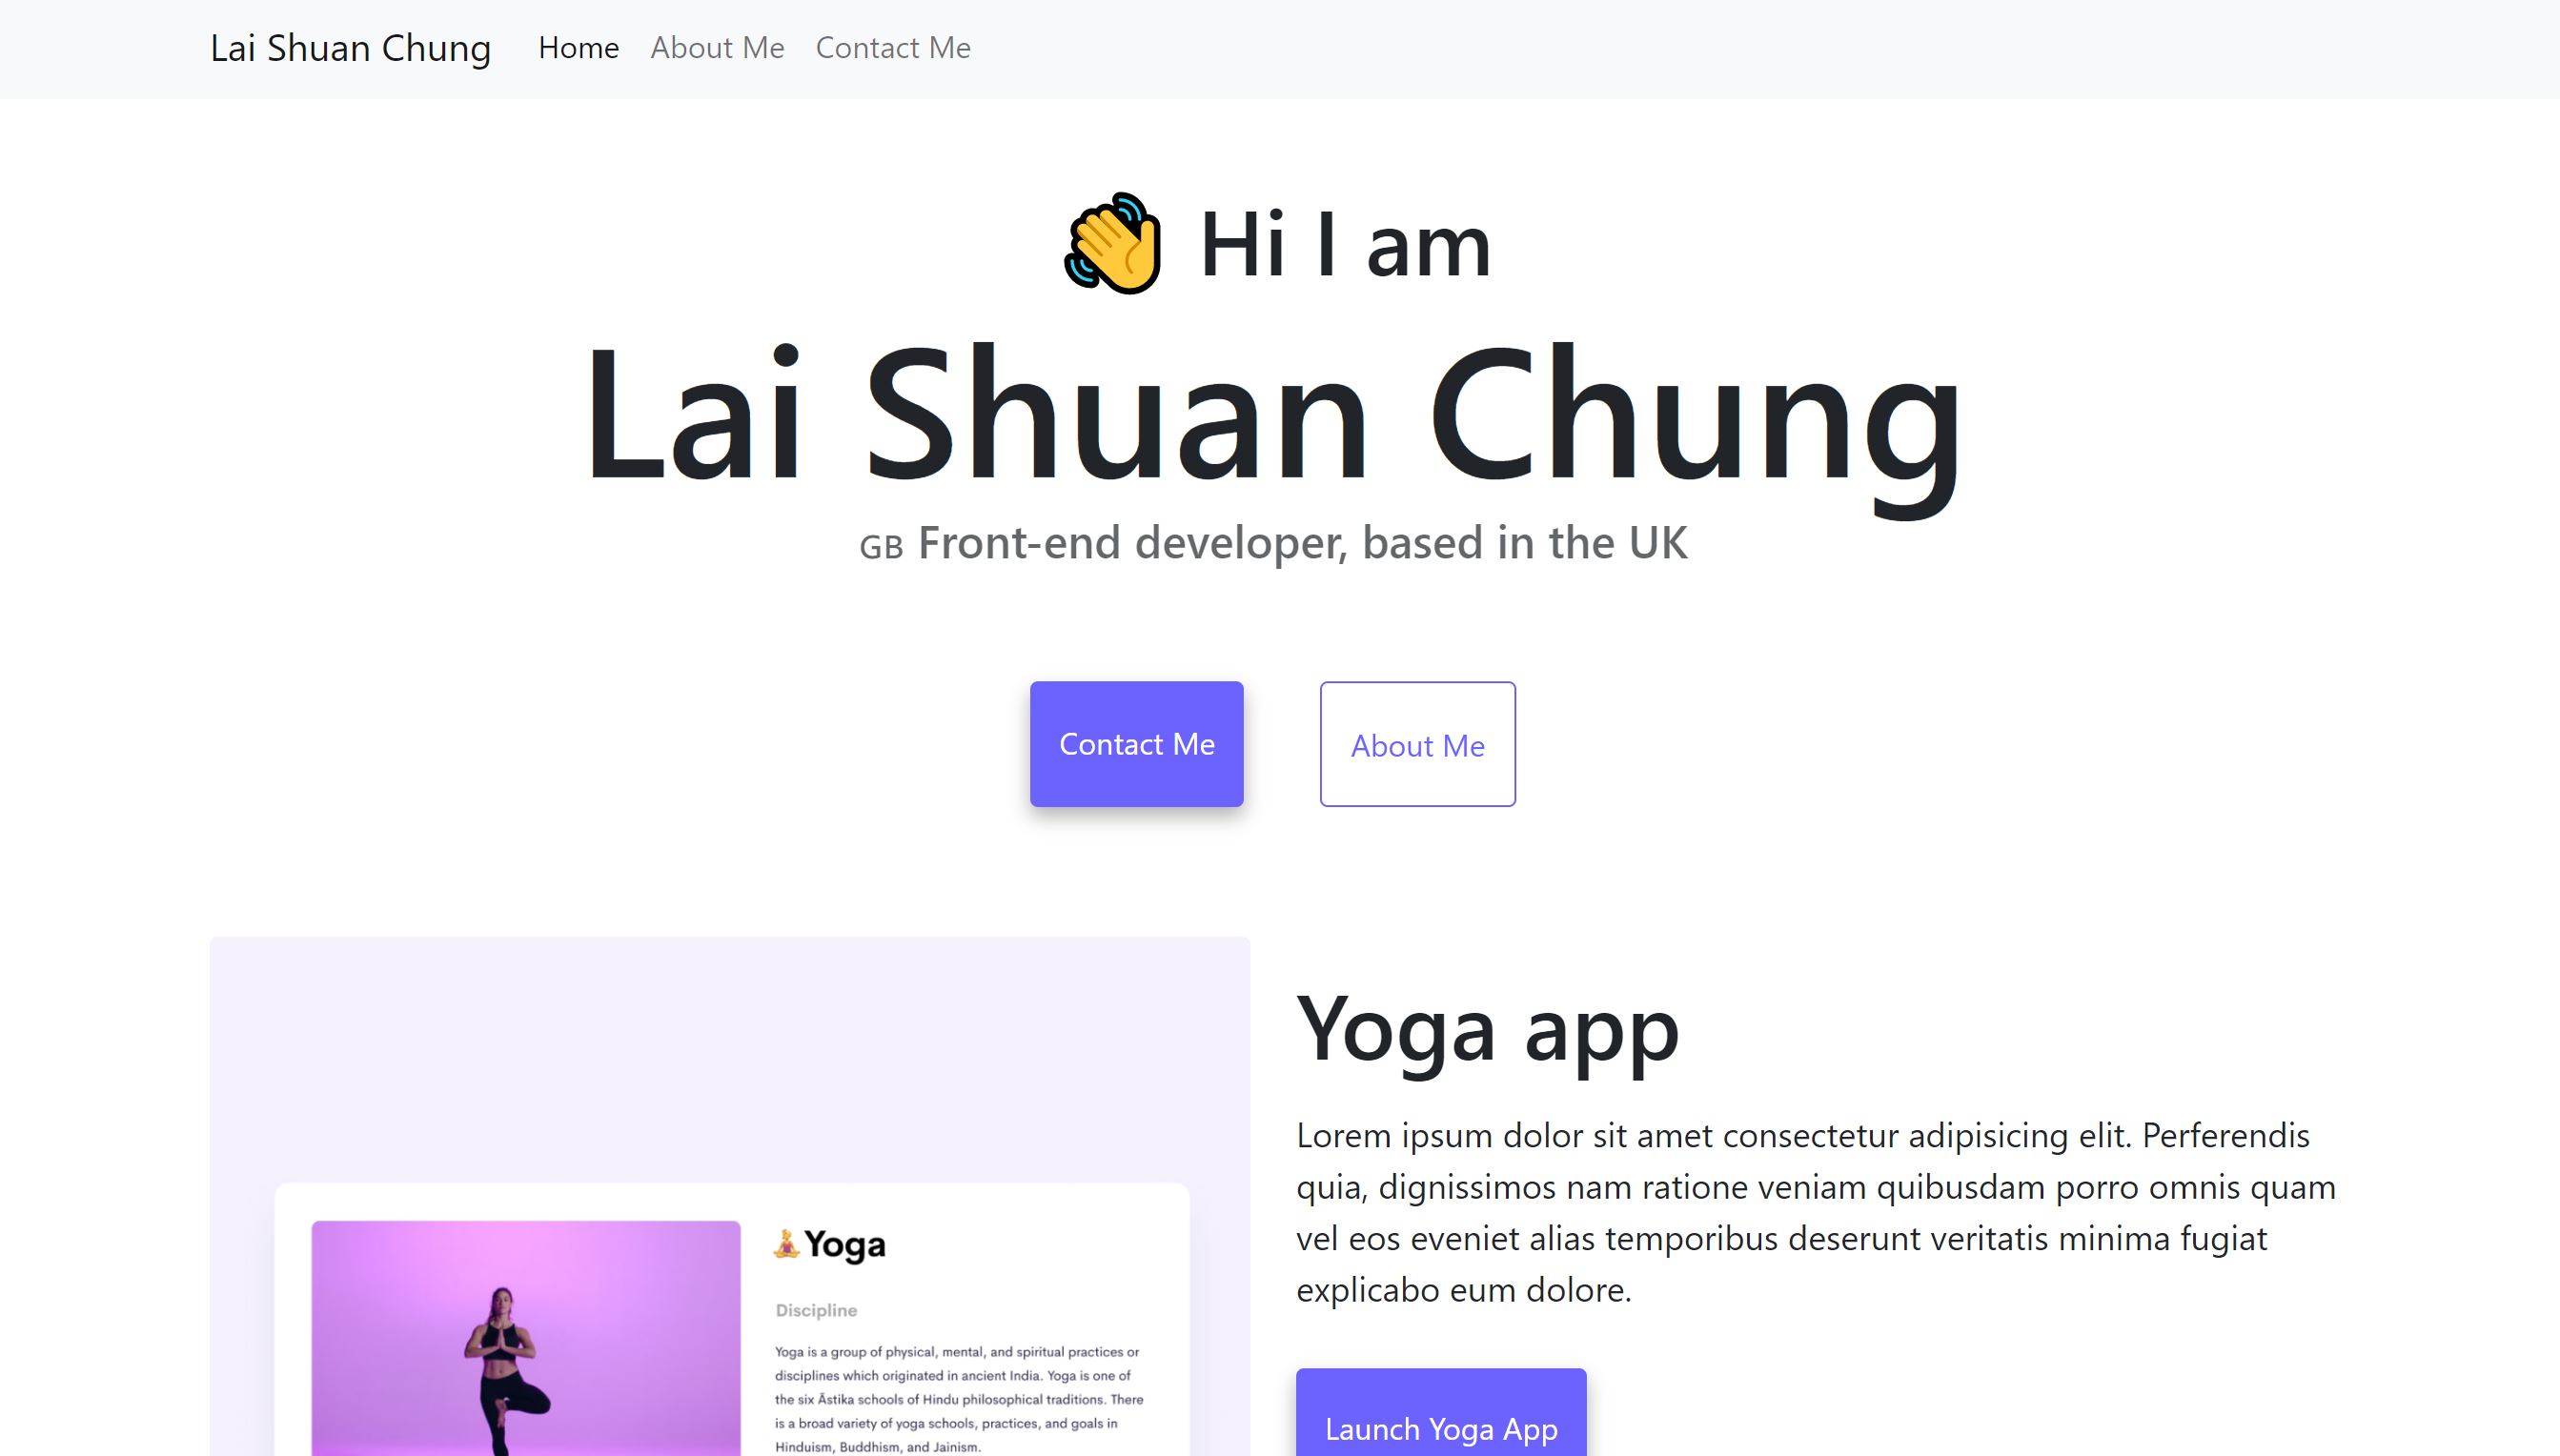 Lai Shuan Chung Home About Me Contact Me
👋 Hi I am
Lai Shuan Chung
GB Front-end developer, based in the UK
Contact Me
About Me
Yoga app
Lorem ipsum dolor sit amet consectetur adipisicing elit. Perferendis
quia, dignissimos nam ratione veniam quibusdam porro omnis quam
vel eos eveniet alias temporibus deserunt veritatis minima fugiat
explicabo eum dolore.
Launch Yoga App
🧘Yoga
Discipline
Yoga is a group of physical, mental, and spiritual practices or
disciplines which originated in ancient India. Yoga is one of
the six Āstika schools of Hindu philosophical traditions. There
is a broad variety of yoga schools, practices, and goals in
Hinduism, Buddhism, and Jainism.